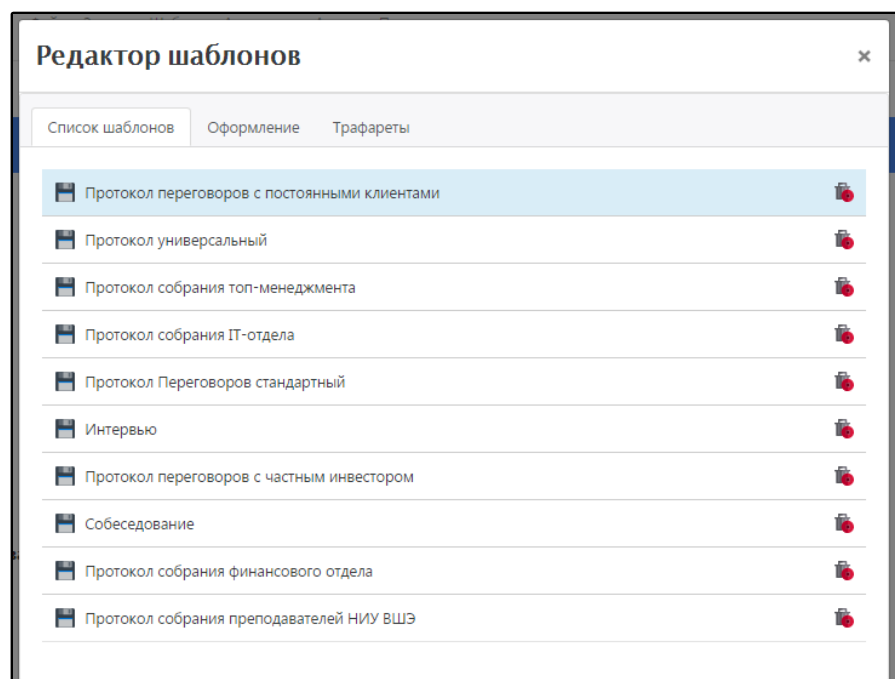 Редактор шаблонов
×
Список шаблонов Оформление Трафареты
Протокол переговоров с постоянными клиентами
Протокол универсальный
Протокол собрания топ-менеджмента
Протокол собрания IT-отдела
Протокол Переговоров стандартный
Интервью
Протокол переговоров с частным инвестором
Собеседование
Протокол собрания финансового отдела
Протокол собрания преподавателей НИУ ВШЭ